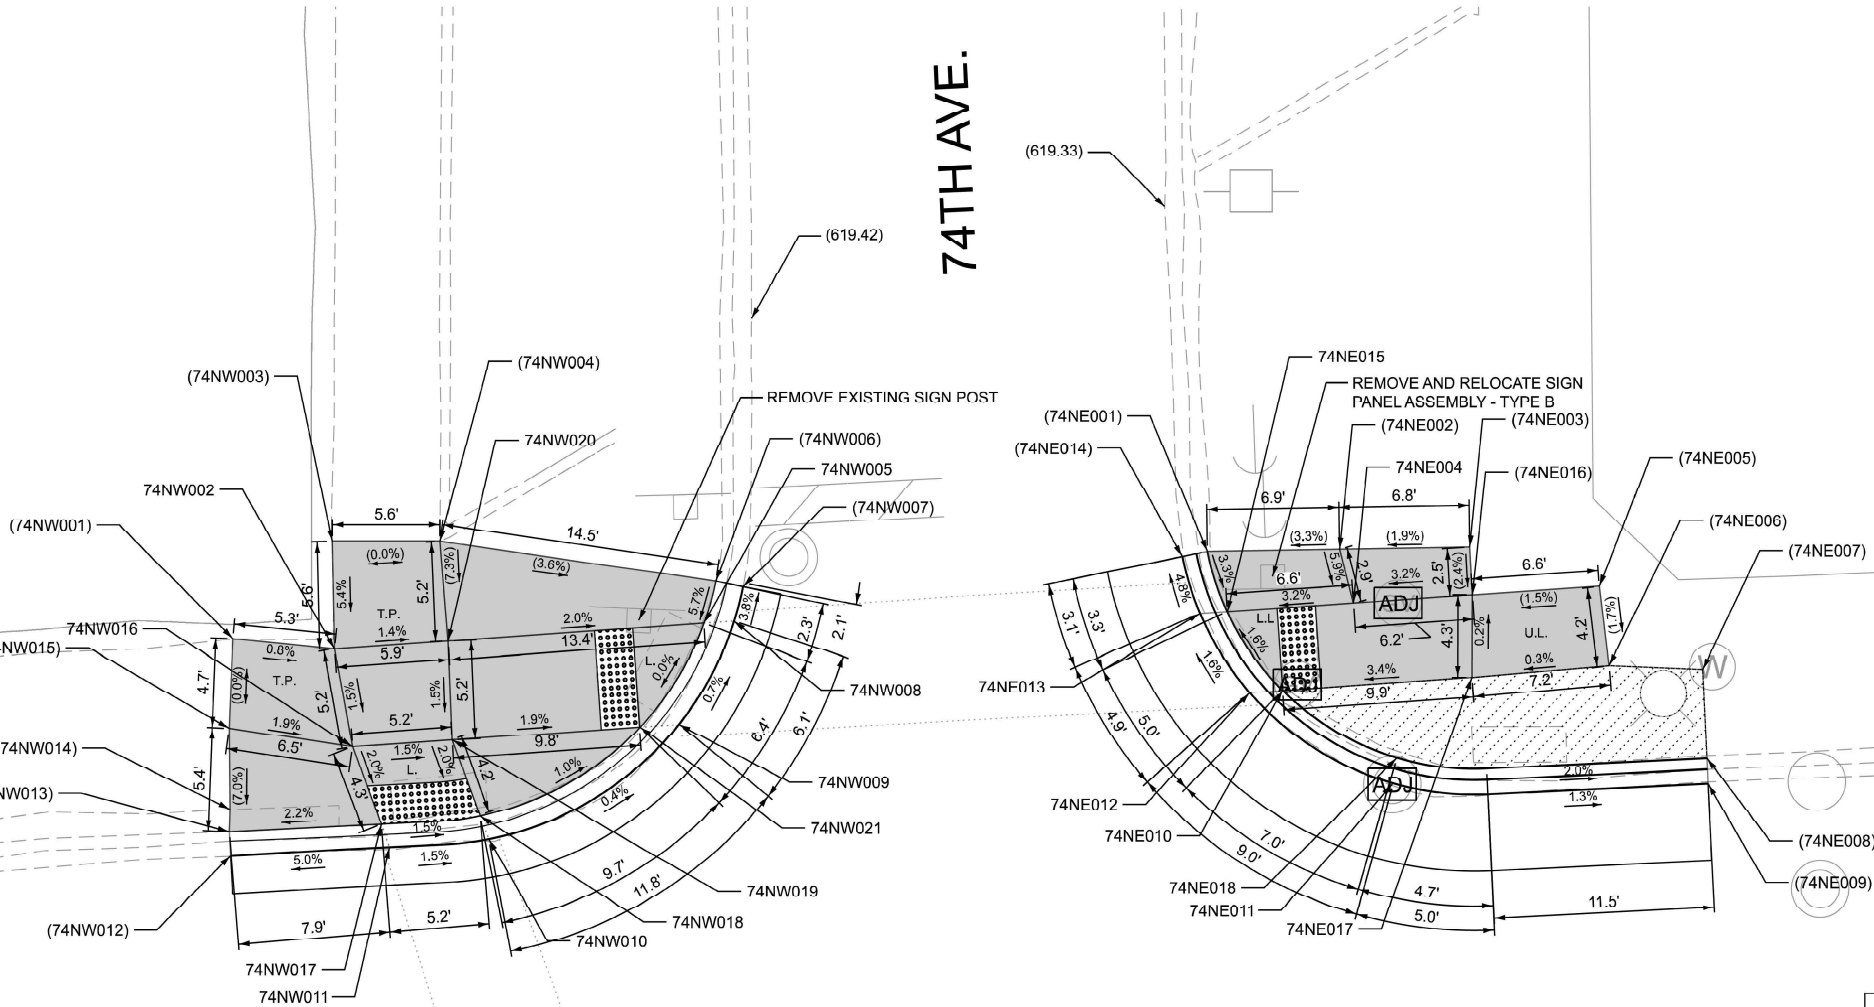 74TH AVE.
(619.33)
(619.42)
(74NW003)
(74NW004)
REMOVE EXISTING SIGN POST
74NW020
(74NW006)
74NW005
(74NW007)
74NW002
(74NW001)
74NW016
NW015)
74NW014)
NW013)
(74NW012)
74NW017
74NW011
74NW010
74NW018
74NW019
74NW021
74NW009
74NW008
5.6'
14.5'
(0.0%)
(7.3%)
(3.6%)
5.4%
5.6'
5.2'
T.P.
1.4%
5.3'
5.9'
2.0%
13.4'
5.7%
3.8%
2.3'
2.1'
0.8%
T.P.
(0.0%)
4.7'
5.2'
1.5%
1.5%
5.2'
L.
0.0%
0.7%
1.9%
6.5'
5.2'
1.9%
9.8'
6.4'
6.1'
5.4'
(7.0%)
2.0%
1.5%
L.
2.0%
4.3'
4.2'
1.0%
0.4%
2.2%
1.5%
5.0%
1.5%
9.7'
11.8'
7.9'
5.2'
74NE015
REMOVE AND RELOCATE SIGN
PANEL ASSEMBLY - TYPE B
(74NE001)
(74NE002)
(74NE003)
(74NE014)
74NE004
(74NE016)
(74NE005)
(74NE006)
(74NE007)
6.9'
6.8'
(3.3%)
(1.9%)
3.3%
5.9%
2.9'
3.2%
2.5'
(2.4%)
6.6'
6.6'
4.8%
3.2%
ADJ
(1.5%)
(1.7%)
L.L
6.2'
4.3'
0.2%
U.L.
4.2'
1.6%
1.6%
3.4%
0.3%
ADJ
9.9'
7.2'
W
3.1'
3.3'
74NE013
4.9'
5.0'
74NE012
74NE010
ADJ
2.0%
1.3%
7.0'
9.0'
74NE018
74NE011
74NE017
4.7'
5.0'
11.5'
(74NE008)
(74NE009)